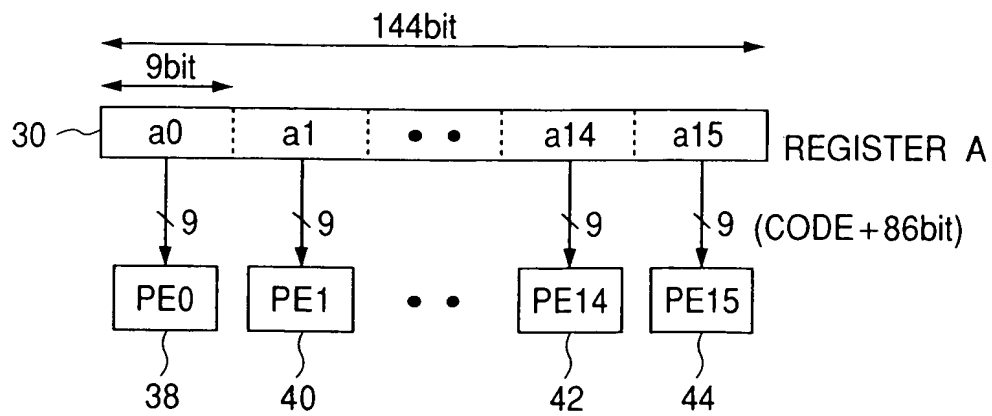 144bit
9bit
30 a0 a1 a14 a15 REGISTER A
9 9 9 9 (CODE+86bit)
PE0 PE1 PE14 PE15
38 40 42 44